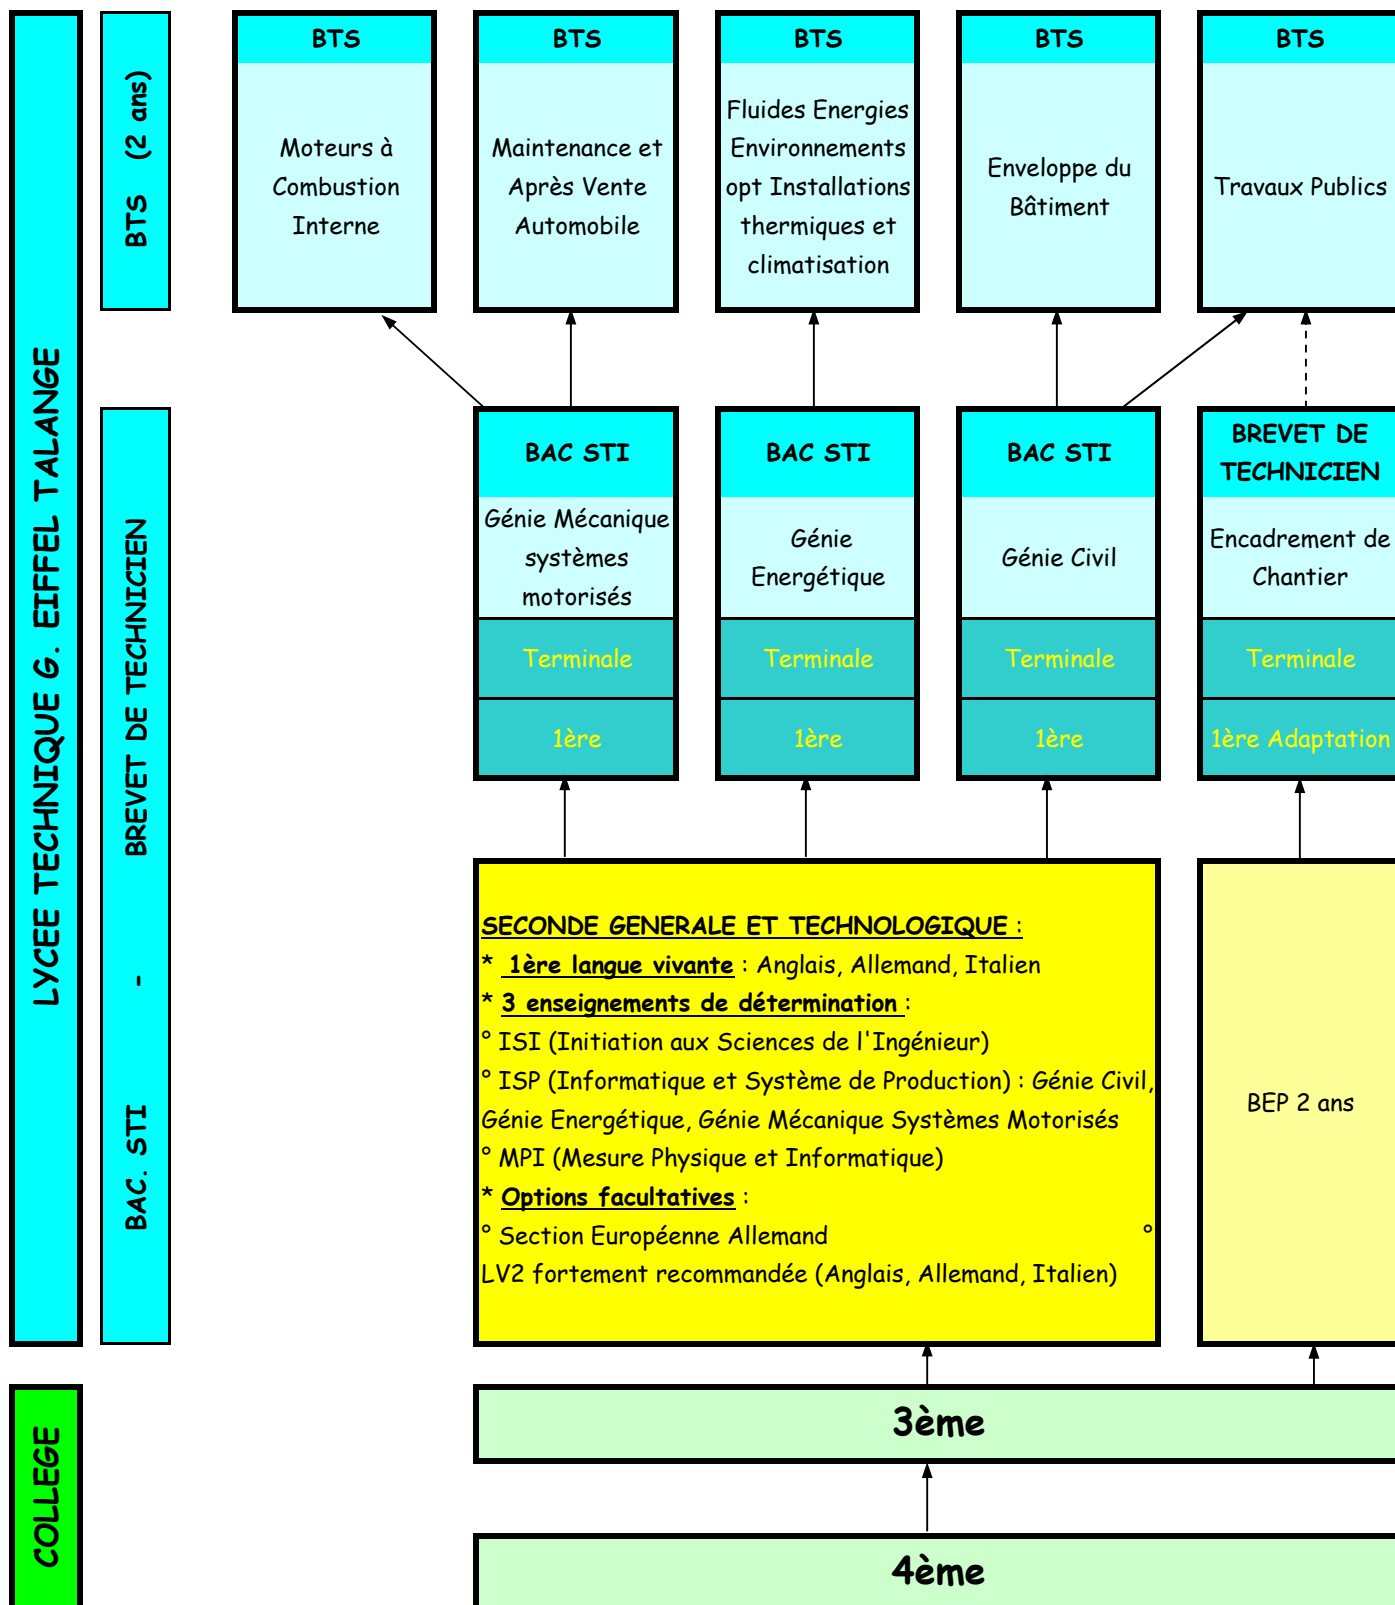 LYCEE TECHNIQUE G. EIFFEL TALANGE
BTS (2 ans)
BTS
Moteurs à
Combustion
Interne
BTS
Maintenance et
Après Vente
Automobile
BTS
Fluides Energies
Environnements
opt Installations
thermiques et
climatisation
BTS
Enveloppe du
Bâtiment
BTS
Travaux Publics
BAC. STI - BREVET DE TECHNICIEN
BAC STI
Génie Mécanique
systèmes
motorisés
Terminale
1ère
BAC STI
Génie
Energétique
Terminale
1ère
BAC STI
Génie Civil
Terminale
1ère
BREVET DE
TECHNICIEN
Encadrement de
Chantier
Terminale
1ère Adaptation
SECONDE GENERALE ET TECHNOLOGIQUE :
* 1ère langue vivante : Anglais, Allemand, Italien
* 3 enseignements de détermination :
° ISI (Initiation aux Sciences de l'Ingénieur)
° ISP (Informatique et Système de Production) : Génie Civil,
Génie Energétique, Génie Mécanique Systèmes Motorisés
° MPI (Mesure Physique et Informatique)
* Options facultatives :
° Section Européenne Allemand °
LV2 fortement recommandée (Anglais, Allemand, Italien)
BEP 2 ans
COLLEGE
3ème
4ème